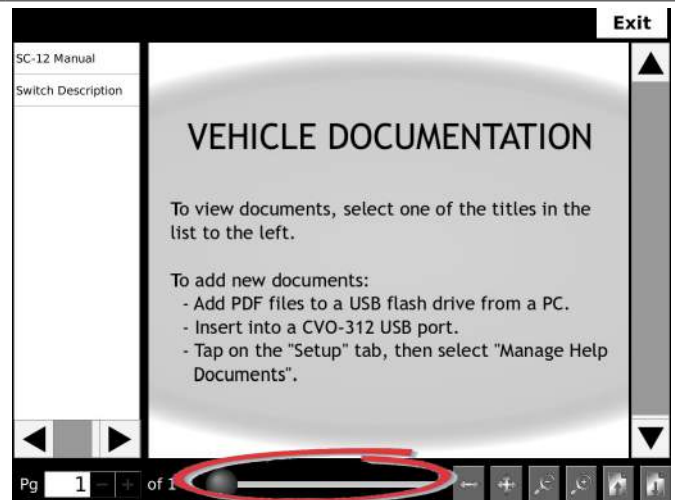 Exit
SC-12 Manual
Switch Description
VEHICLE DOCUMENTATION
To view documents, select one of the titles in the
list to the left.
To add new documents:
- Add PDF files to a USB flash drive from a PC.
- Insert into a CVO-312 USB port.
- Tap on the "Setup" tab, then select "Manage Help
Documents".
Pg 1 - + of 1